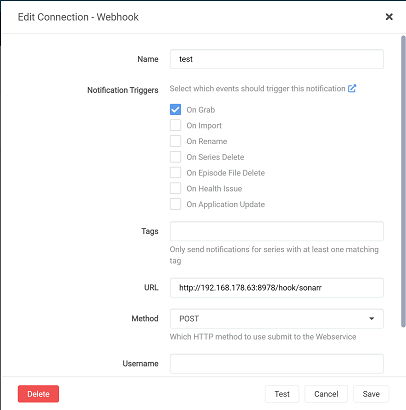 Edit Connection - Webhook
Name
test
Notification Triggers
Select which events should trigger this notification
On Grab
On Import
On Rename
On Series Delete
On Episode File Delete
On Health Issue
On Application Update
Tags
Only send notifications for series with at least one matching
tag
URL
http://192.168.178.63:8978/hook/sonarr
Method
POST
Which HTTP method to use submit to the Webservice
Username
Delete
Test
Cancel
Save